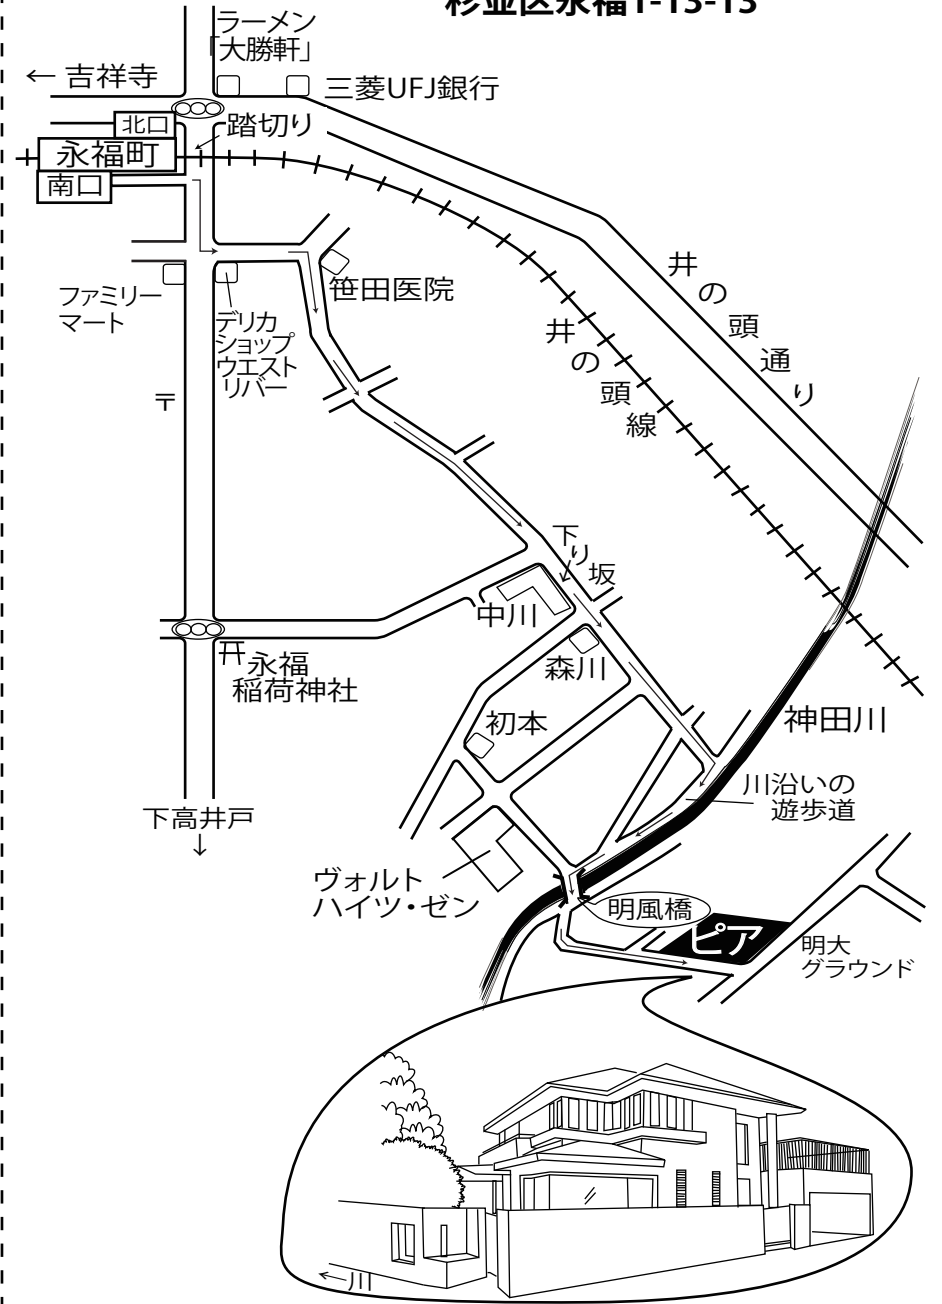 杉並区永福1-13-13
ラーメン
「大勝軒」
← 吉祥寺
三菱UFJ銀行
北口
踏切り
永福町
南口
井の頭通り
笹田医院
ファミリー
マート
デリカ
ショップ
ウエスト
リバー
井の頭線
〒
下り坂
中川
永福
稲荷神社
森川
初本
神田川
川沿いの
遊歩道
下高井戸
↓
ヴォルト
ハイツ・ゼン
明風橋
ピア
明大
グラウンド
←川